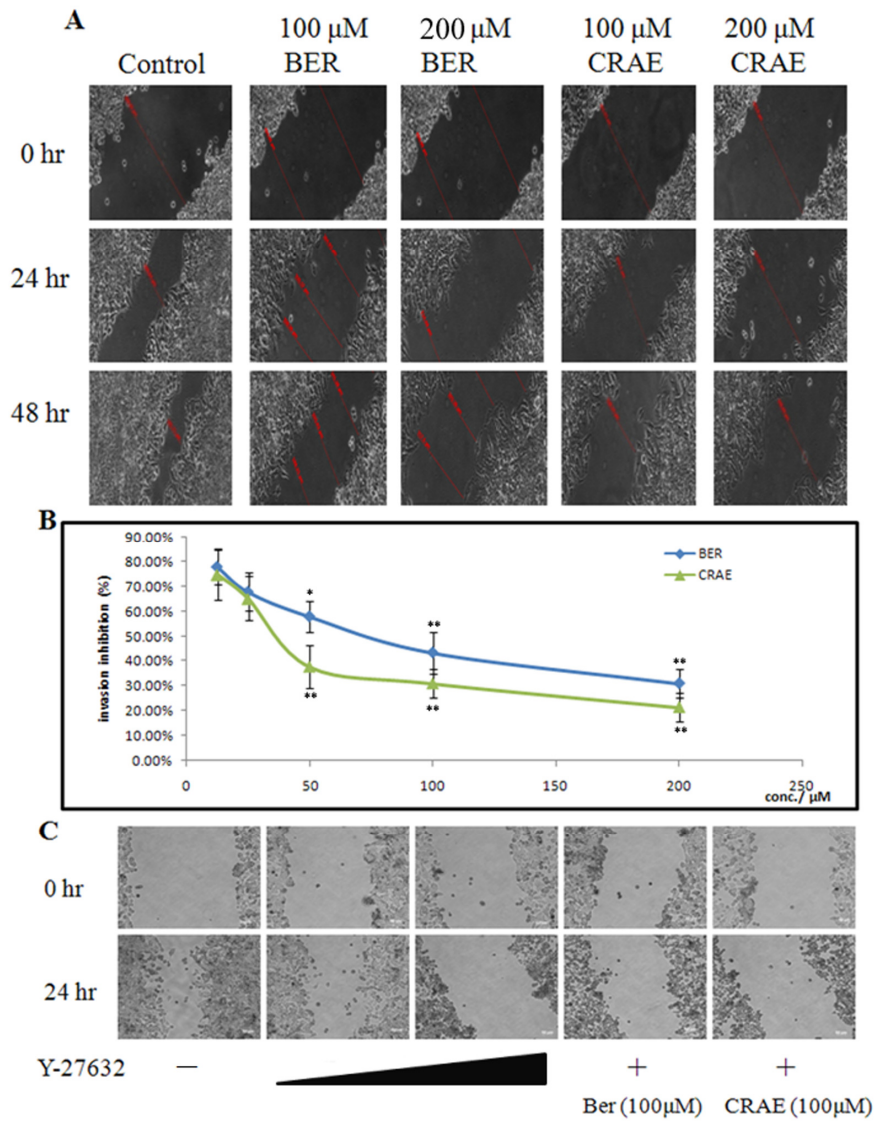 A
Control
100 μM BER
200 μM BER
100 μM CRAE
200 μM CRAE
0 hr
24 hr
48 hr
B
90.00%
80.00%
70.00%
60.00%
50.00%
40.00%
30.00%
20.00%
10.00%
0.00%
invasion inhibition (%)
BER
CRAE
*
**
**
**
**
**
0
50
100
150
200
250
conc./ μM
C
0 hr
24 hr
Y-27632
—
+
+
Ber (100μM)
CRAE (100μM)